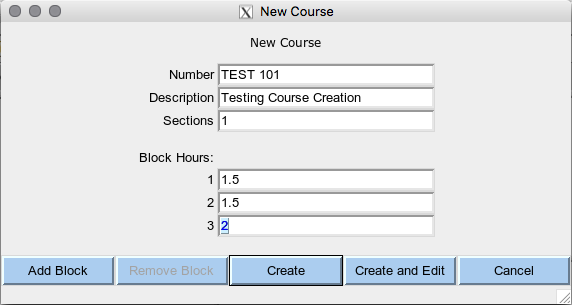 New Course
New Course
Number TEST 101
Description Testing Course Creation
Sections 1
Block Hours:
1 1.5
2 1.5
3 2
Add Block Remove Block Create Create and Edit Cancel